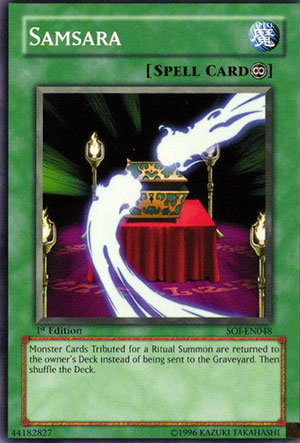 SAMSARA
魔
[SPELL CARD]
1st Edition
SOI-EN048
Monster Cards Tributed for a Ritual Summon are returned to
the owner's Deck instead of being sent to the Graveyard. Then
shuffle the Deck.
44182827
©1996 KAZUKI TAKAHASHI